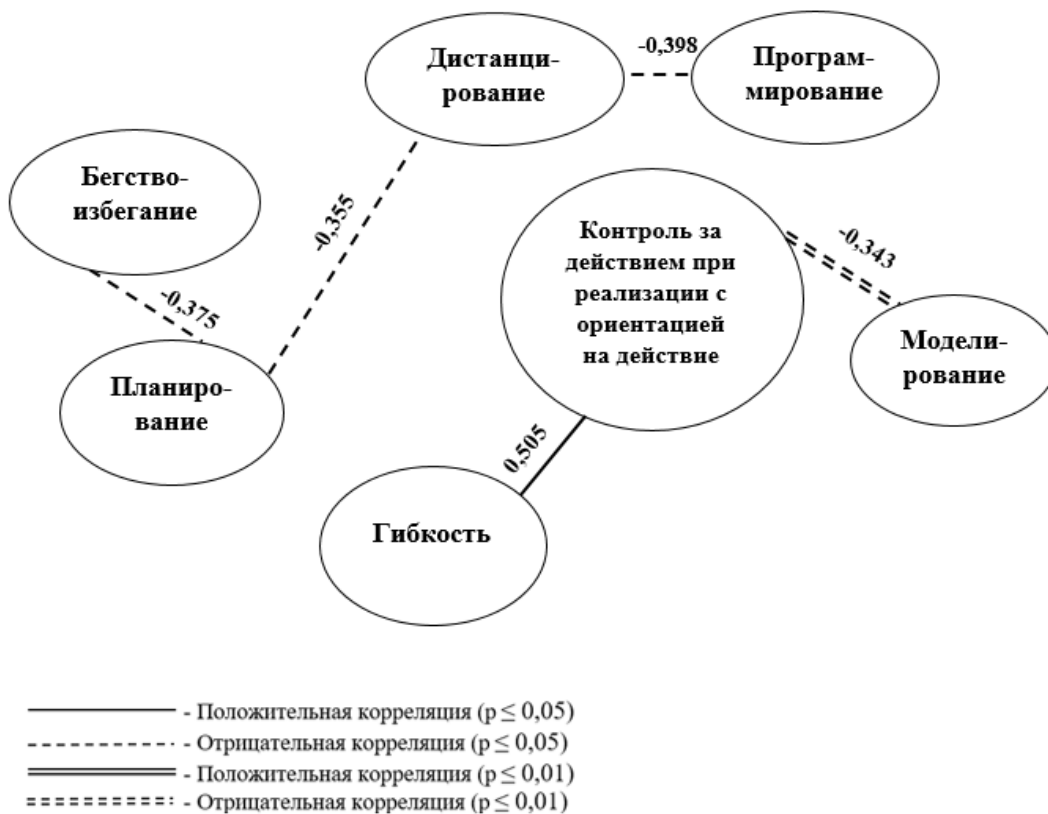 Дистанци-
рование
-0,398
Програм-
мирование
Бегство-
избегание
-0,355
Контроль за
действием при
реализации с
ориентацией
на действие
-0,343
-0,375
Модели-
рование
Планиро-
вание
0,505
Гибкость
- Положительная корреляция (p ≤ 0,05)
- Отрицательная корреляция (p ≤ 0,05)
- Положительная корреляция (p ≤ 0,01)
- Отрицательная корреляция (p ≤ 0,01)